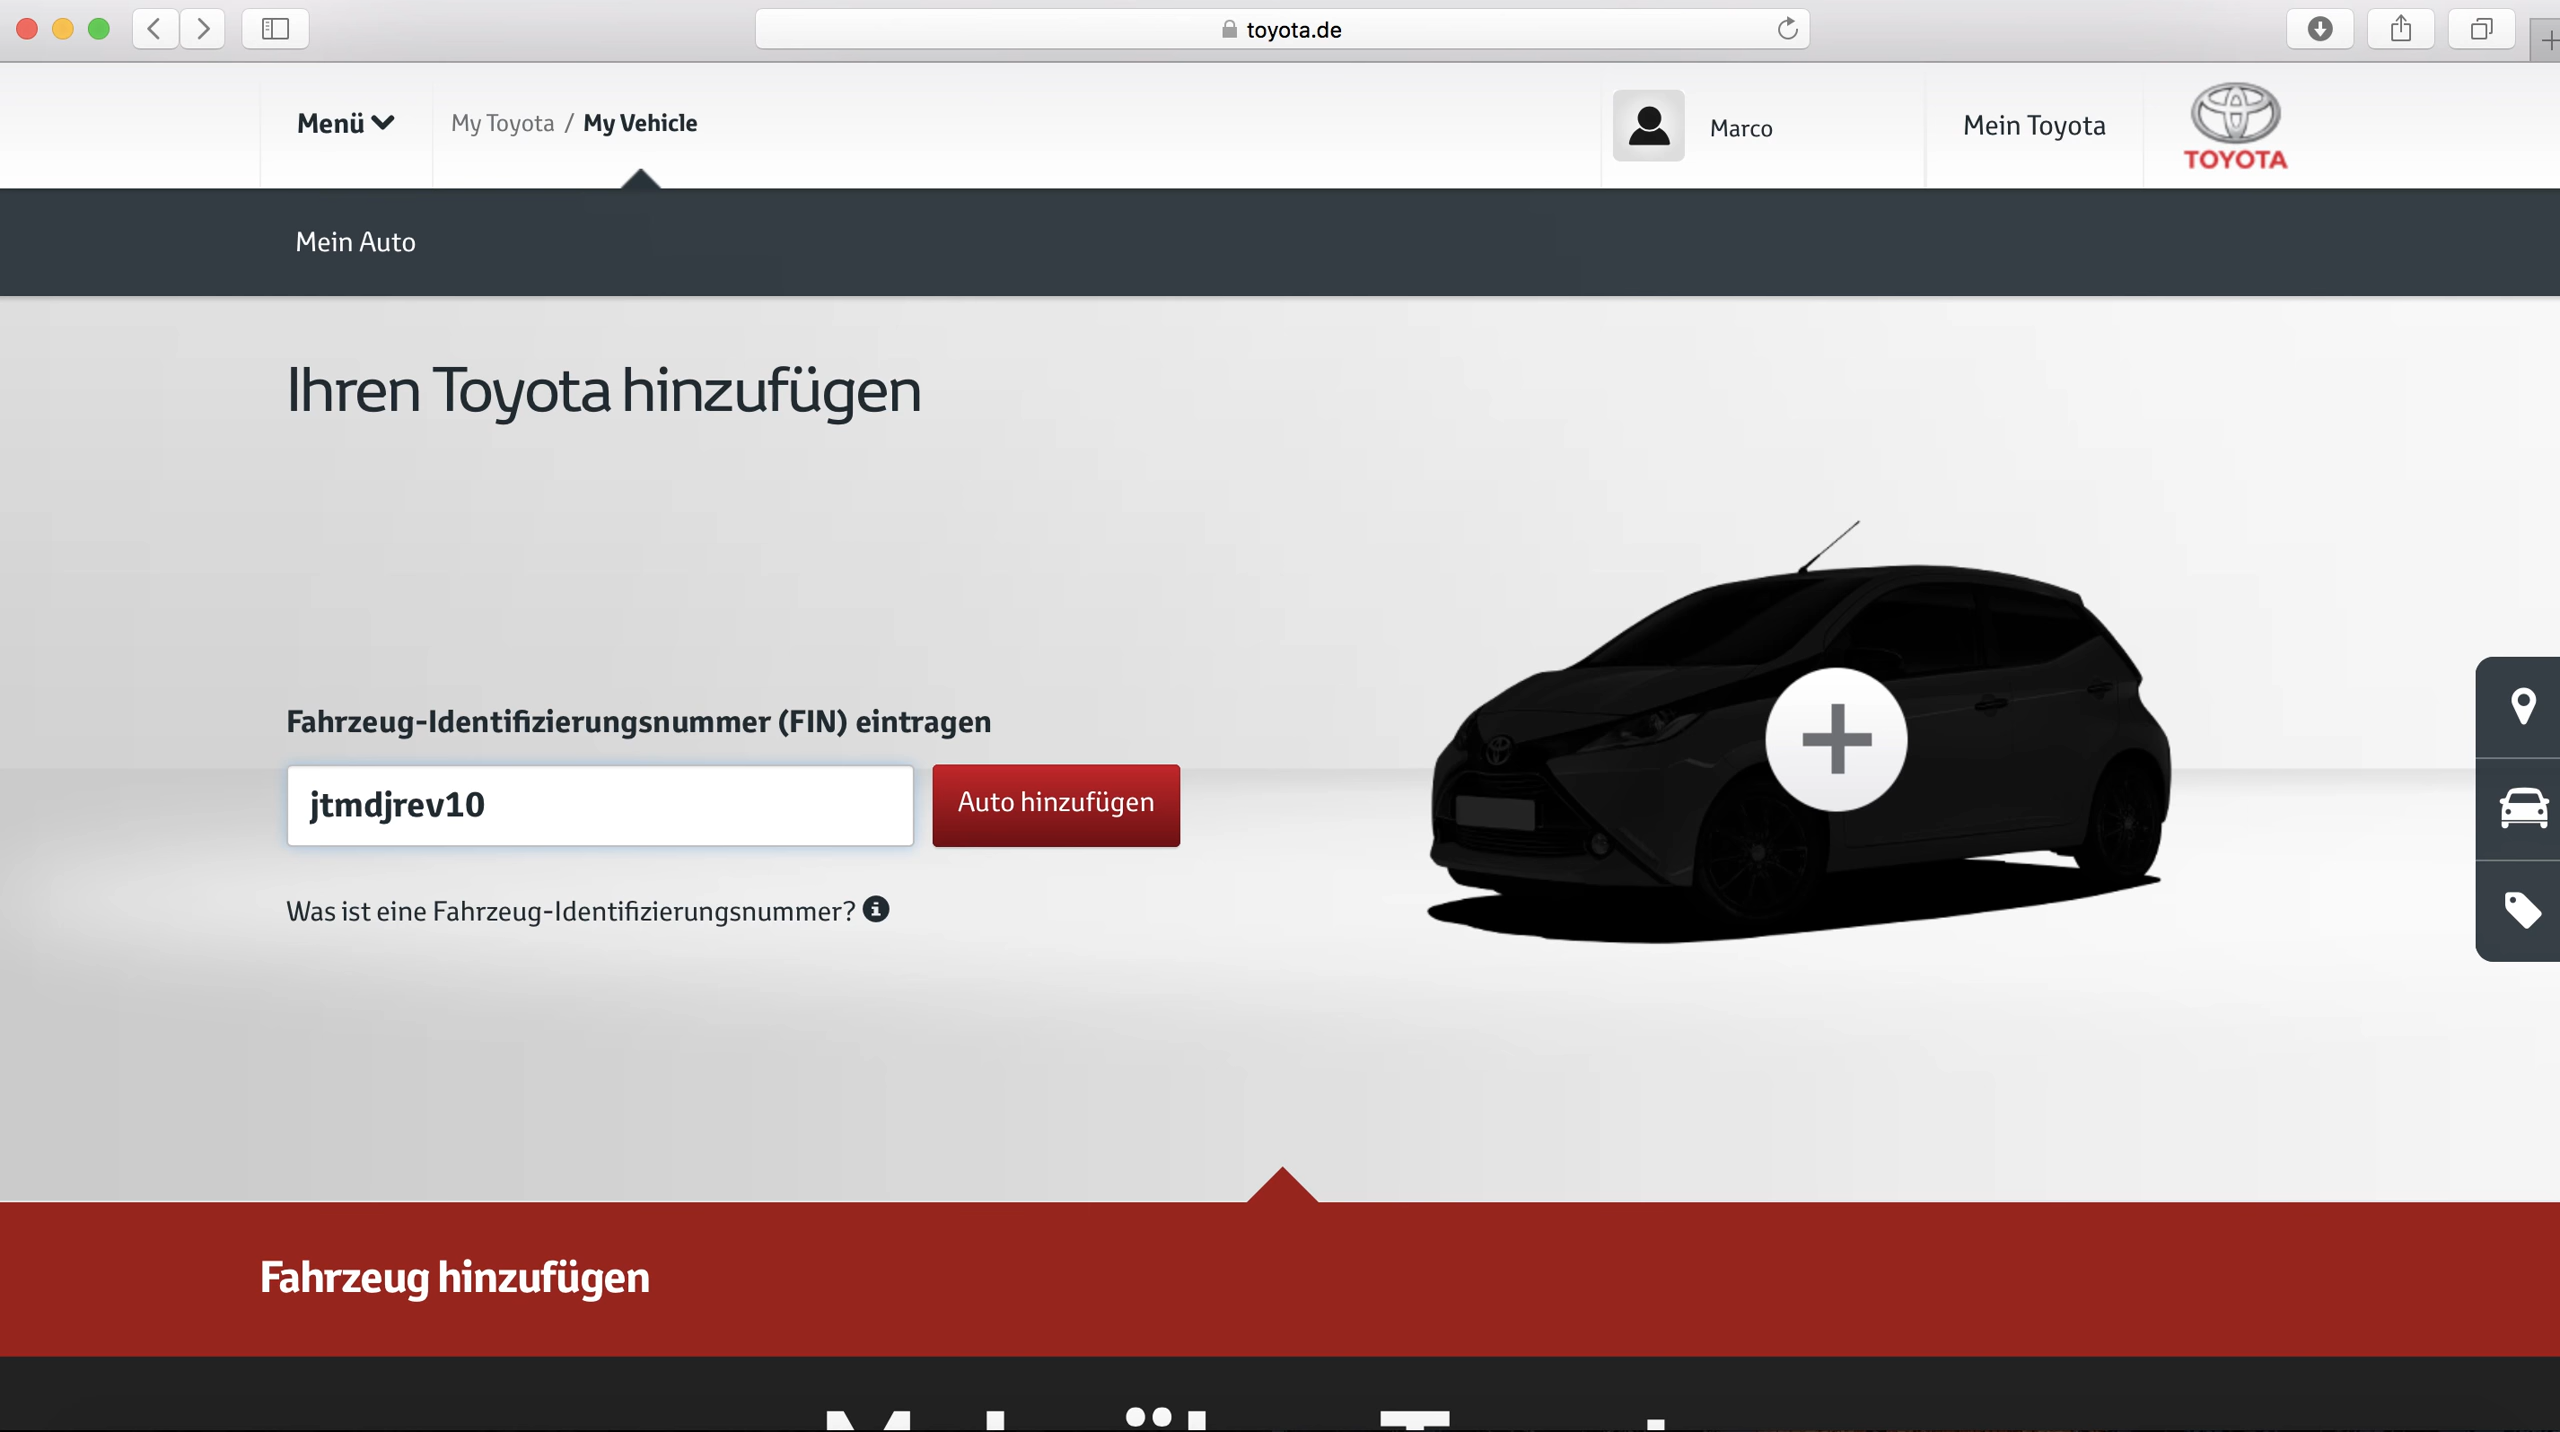 toyota.de
Menü
My Toyota / My Vehicle
Marco
Mein Toyota
TOYOTA
Mein Auto
Ihren Toyota hinzufügen
Fahrzeug-Identifizierungsnummer (FIN) eintragen
jtmdjrev10
Auto hinzufügen
Was ist eine Fahrzeug-Identifizierungsnummer?
Fahrzeug hinzufügen